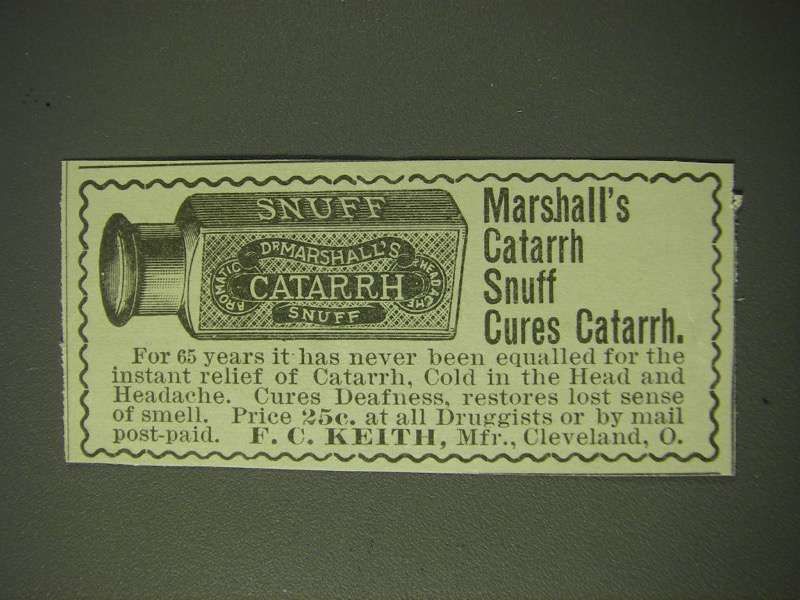 SNUFF
DR MARSHALL'S
AROMATIC
CATARRH
HEADACHE
SNUFF
Marshall's
Catarrh
Snuff
Cures Catarrh.
For 65 years it has never been equalled for the
instant relief of Catarrh, Cold in the Head and
Headache. Cures Deafness, restores lost sense
of smell. Price 25c. at all Druggists or by mail
post-paid. F. C. KEITH, Mfr., Cleveland, O.